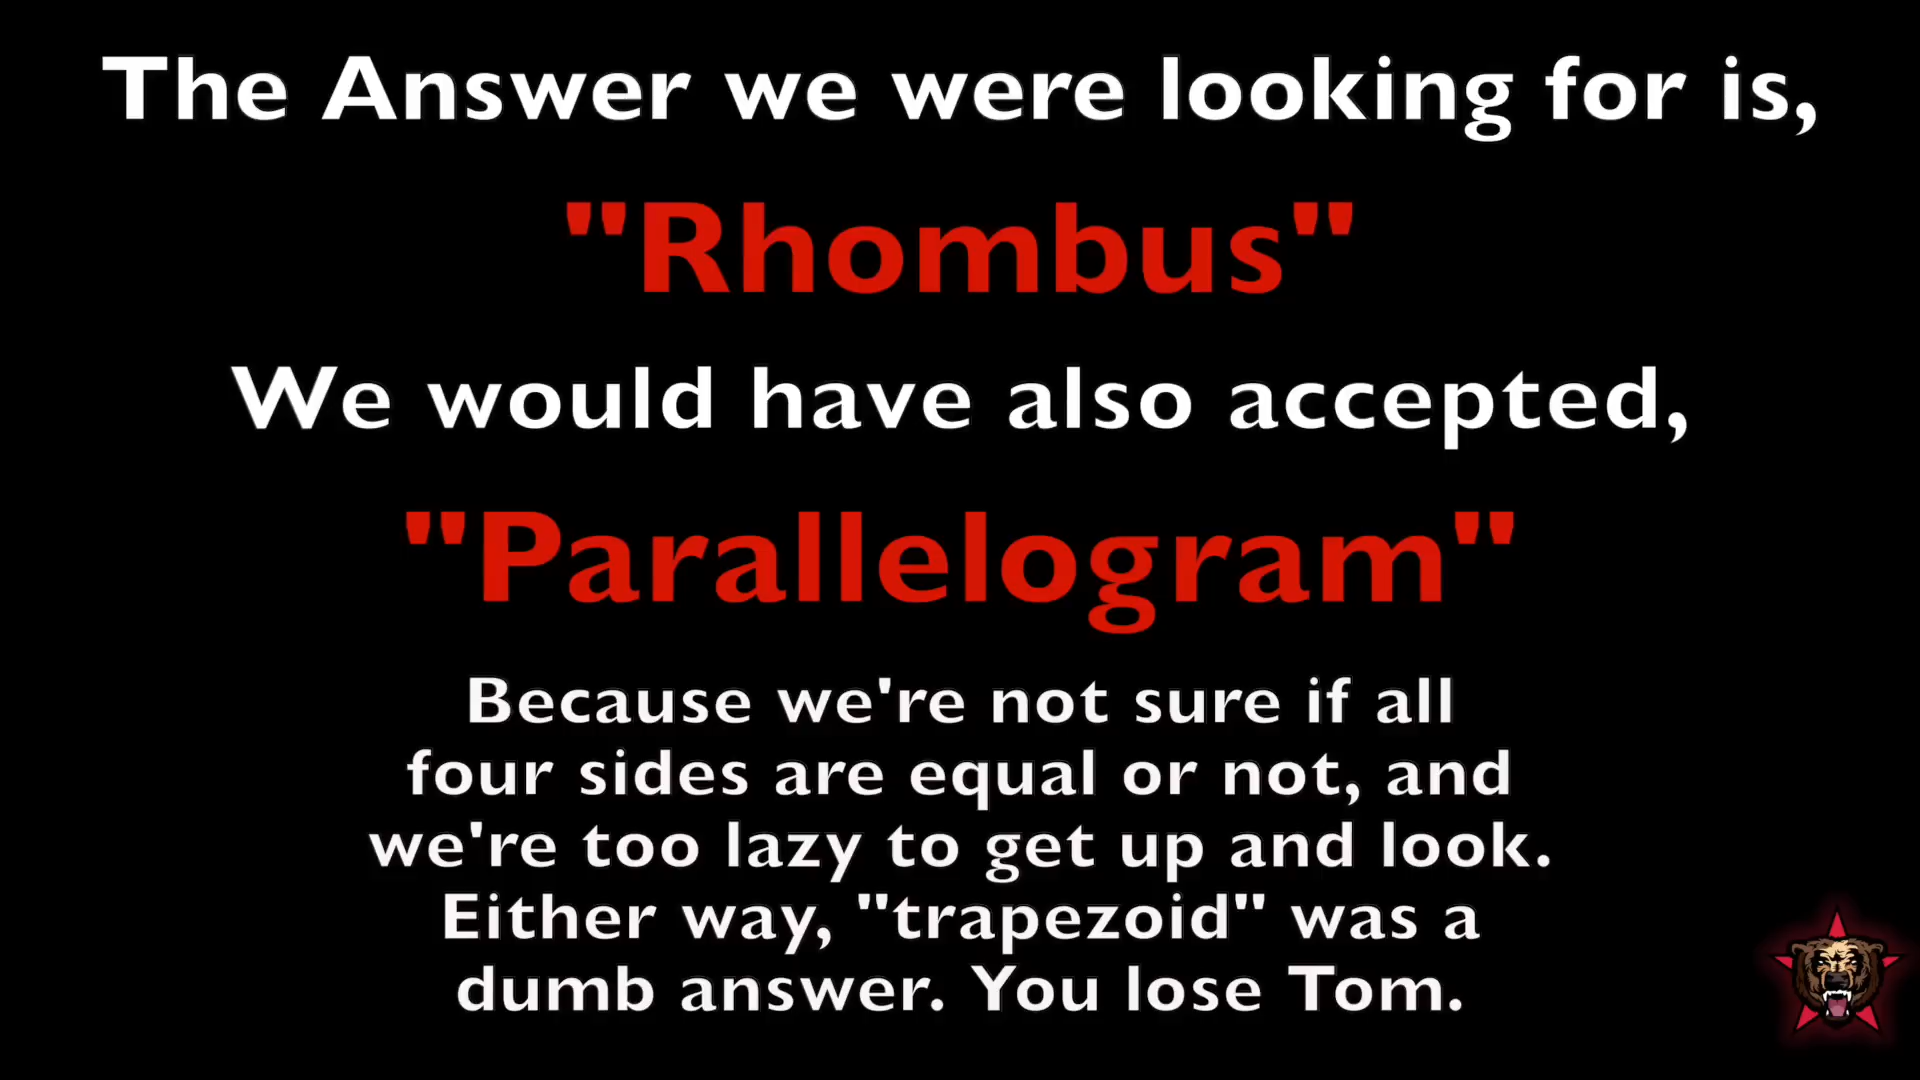 The Answer we were looking for is,
"Rhombus"
We would have also accepted,
"Parallelogram"
Because we're not sure if all
four sides are equal or not, and
we're too lazy to get up and look.
Either way, "trapezoid" was a
dumb answer. You lose Tom.